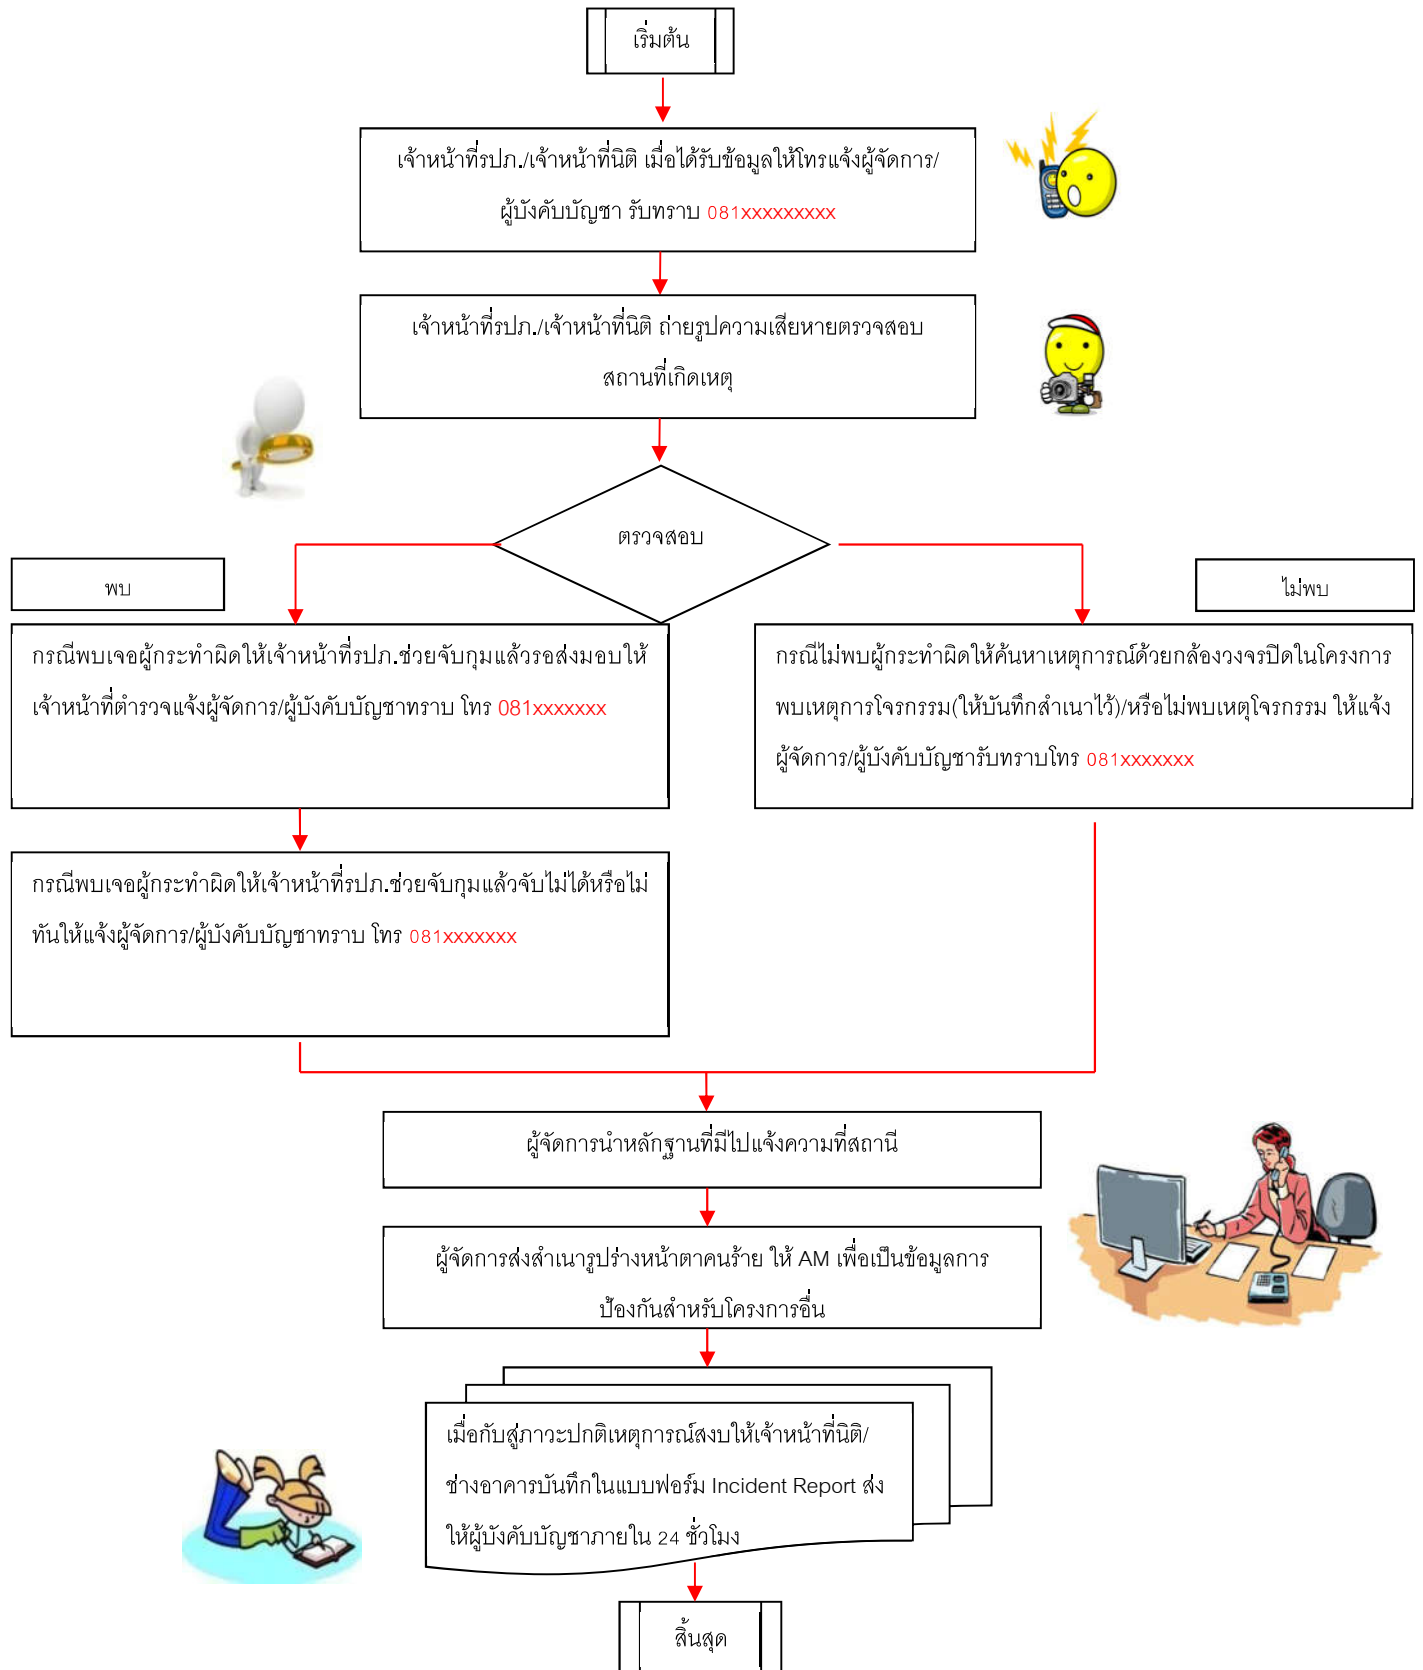 เริ่มต้น
เจ้าหน้าที่รปภ./เจ้าหน้าที่นิติ เมื่อได้รับข้อมูลให้โทรแจ้งผู้จัดการ/
ผู้บังคับบัญชา รับทราบ 081xxxxxxxxx
เจ้าหน้าที่รปภ./เจ้าหน้าที่นิติ ถ่ายรูปความเสียหายตรวจสอบ
สถานที่เกิดเหตุ
ตรวจสอบ
พบ
ไม่พบ
กรณีพบเจอผู้กระทำผิดให้เจ้าหน้าที่รปภ.ช่วยจับกุมแล้วรอส่งมอบให้
เจ้าหน้าที่ตำรวจแจ้งผู้จัดการ/ผู้บังคับบัญชาทราบ โทร 081xxxxxxx
กรณีไม่พบผู้กระทำผิดให้ค้นหาเหตุการณ์ด้วยกล้องวงจรปิดในโครงการ
พบเหตุการโจรกรรม(ให้บันทึกสำเนาไว้)/หรือไม่พบเหตุโจรกรรม ให้แจ้ง
ผู้จัดการ/ผู้บังคับบัญชารับทราบโทร 081xxxxxxx
กรณีพบเจอผู้กระทำผิดให้เจ้าหน้าที่รปภ.ช่วยจับกุมแล้วจับไม่ได้หรือไม่
ทันให้แจ้งผู้จัดการ/ผู้บังคับบัญชาทราบ โทร 081xxxxxxx
ผู้จัดการนำหลักฐานที่มีไปแจ้งความที่สถานี
ผู้จัดการส่งสำเนารูปร่างหน้าตาคนร้าย ให้ AM เพื่อเป็นข้อมูลการ
ป้องกันสำหรับโครงการอื่น
เมื่อกับสู่ภาวะปกติเหตุการณ์สงบให้เจ้าหน้าที่นิติ/
ช่างอาคารบันทึกในแบบฟอร์ม Incident Report ส่ง
ให้ผู้บังคับบัญชาภายใน 24 ชั่วโมง
สิ้นสุด